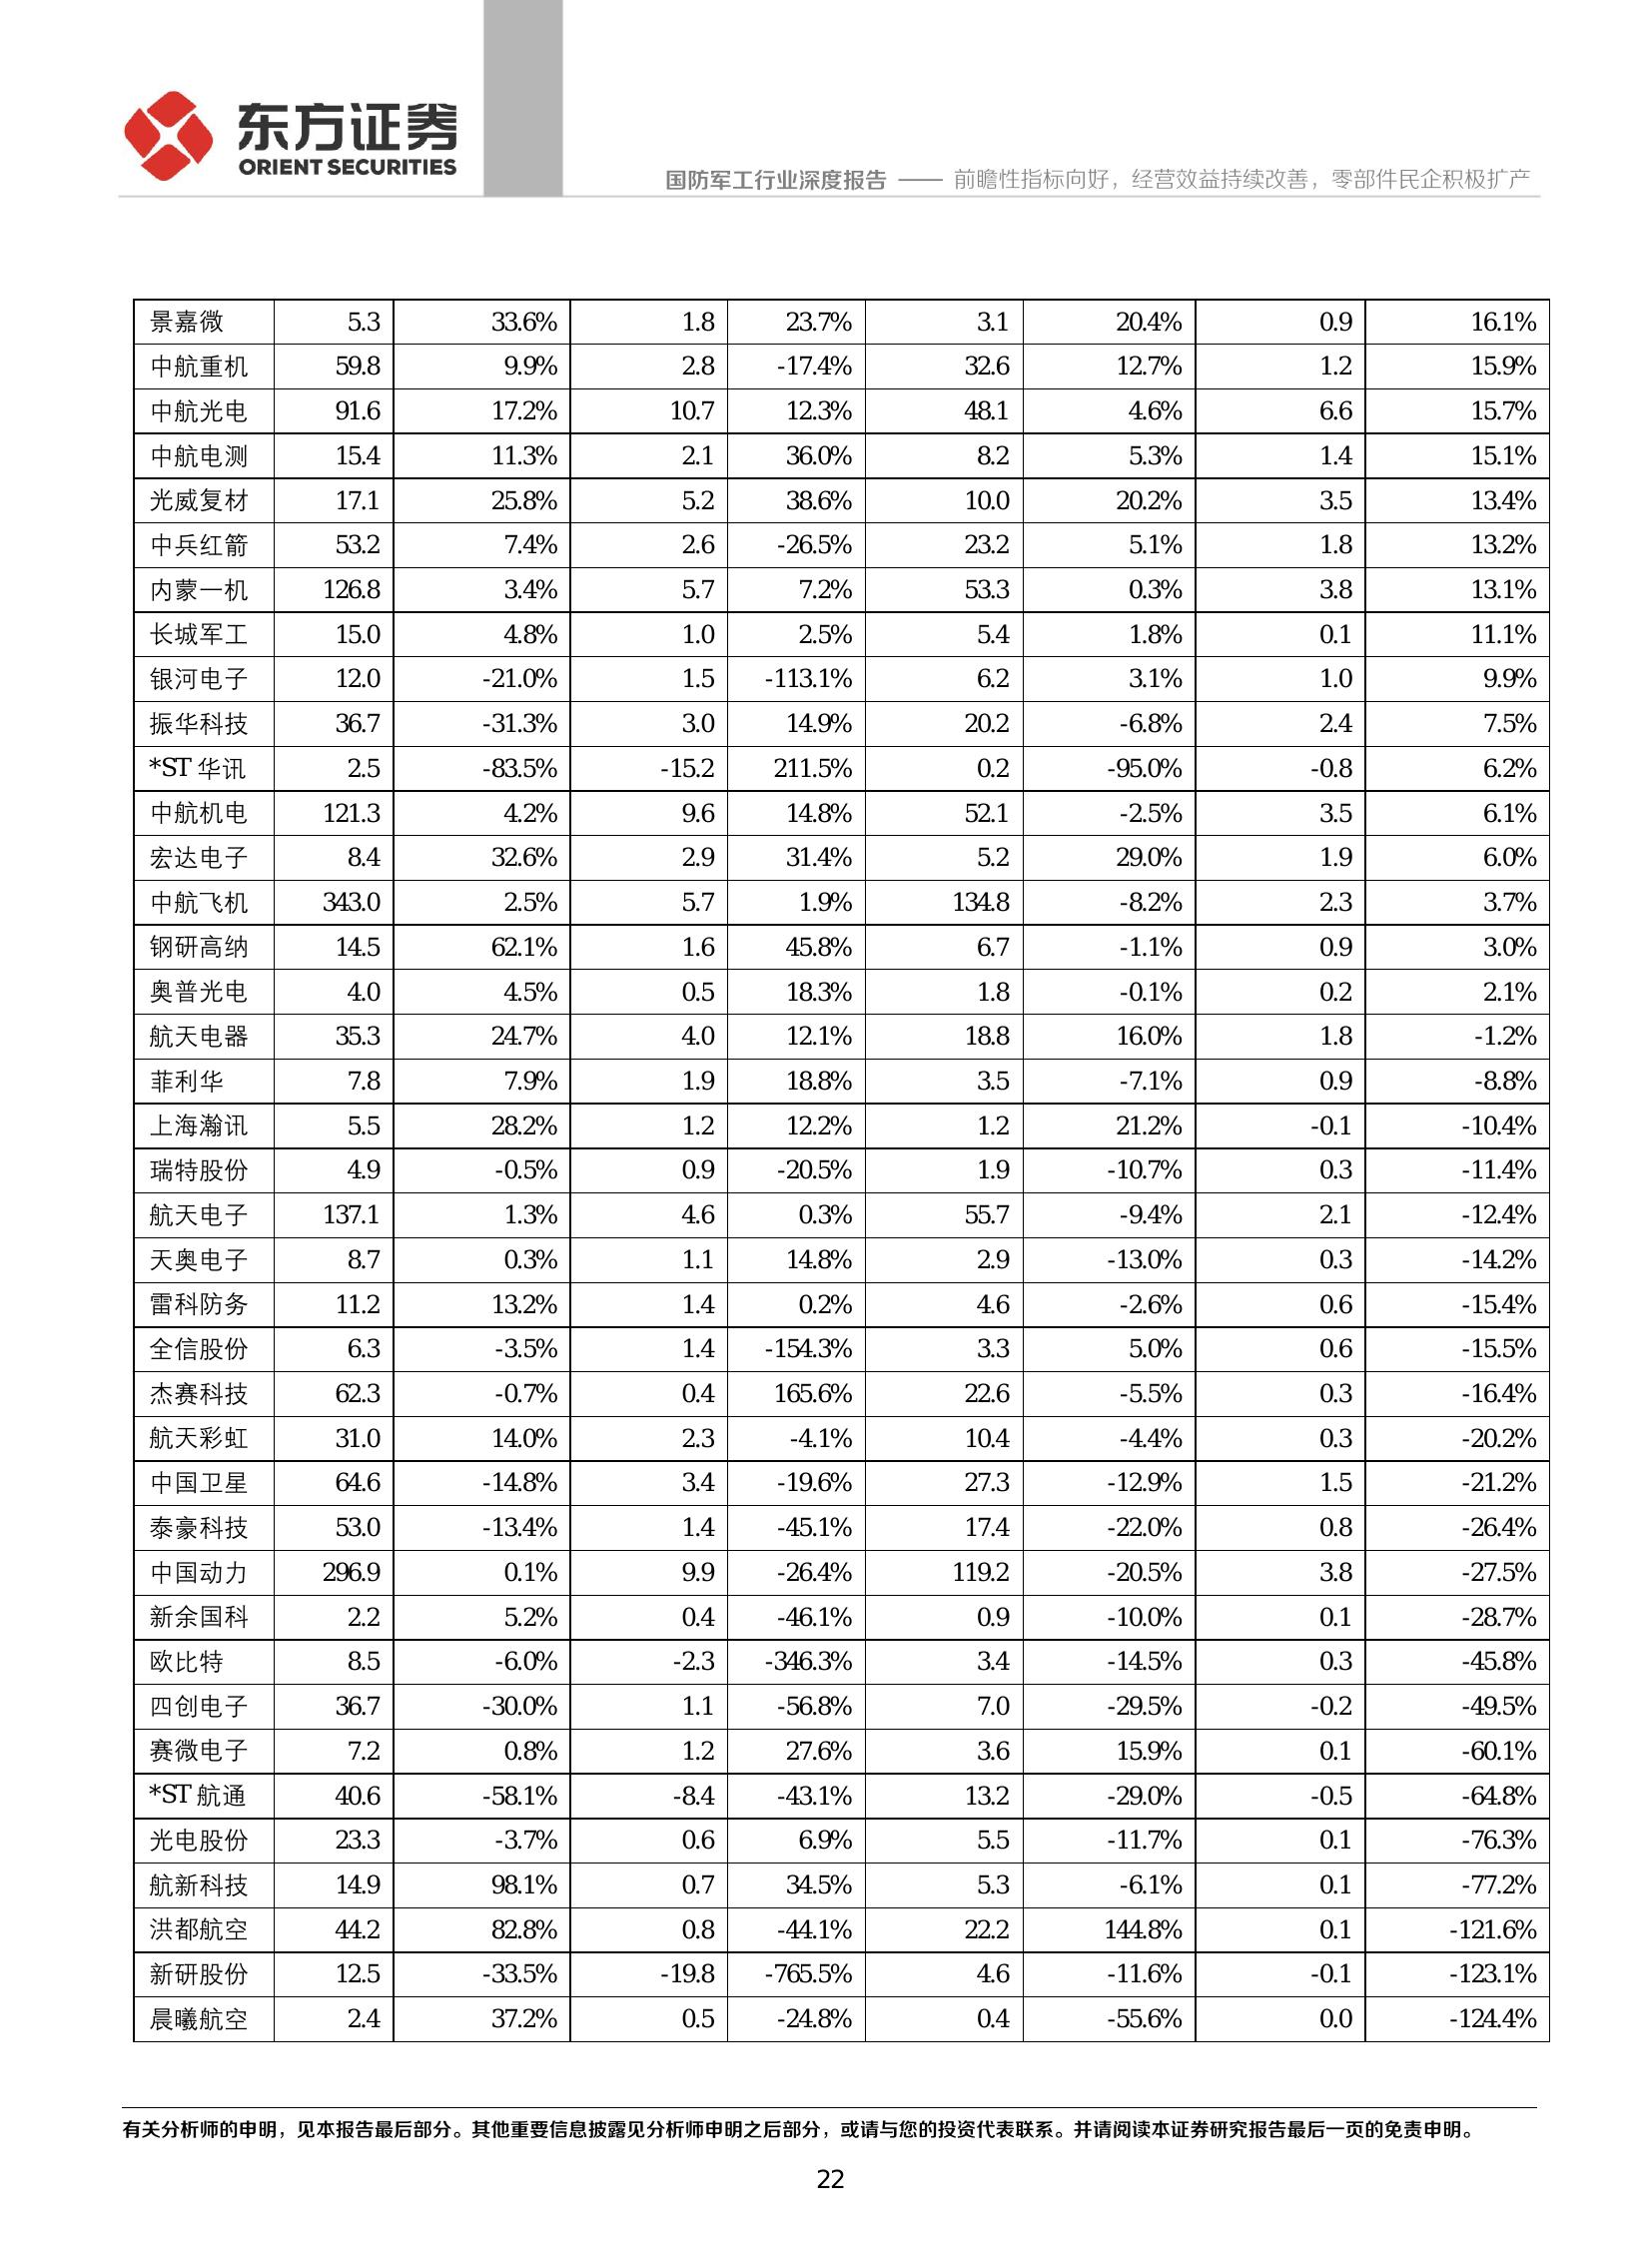 东方证券
ORIENT SECURITIES
国防军工行业深度报告 —— 前瞻性指标向好，经营效益持续改善，零部件民企积极扩产
景嘉微 5.3 33.6% 1.8 23.7% 3.1 20.4% 0.9 16.1%
中航重机 59.8 9.9% 2.8 -17.4% 32.6 12.7% 1.2 15.9%
中航光电 91.6 17.2% 10.7 12.3% 48.1 4.6% 6.6 15.7%
中航电测 15.4 11.3% 2.1 36.0% 8.2 5.3% 1.4 15.1%
光威复材 17.1 25.8% 5.2 38.6% 10.0 20.2% 3.5 13.4%
中兵红箭 53.2 7.4% 2.6 -26.5% 23.2 5.1% 1.8 13.2%
内蒙一机 126.8 3.4% 5.7 7.2% 53.3 0.3% 3.8 13.1%
长城军工 15.0 4.8% 1.0 2.5% 5.4 1.8% 0.1 11.1%
银河电子 12.0 -21.0% 1.5 -113.1% 6.2 3.1% 1.0 9.9%
振华科技 36.7 -31.3% 3.0 14.9% 20.2 -6.8% 2.4 7.5%
*ST 华讯 2.5 -83.5% -15.2 211.5% 0.2 -95.0% -0.8 6.2%
中航机电 121.3 4.2% 9.6 14.8% 52.1 -2.5% 3.5 6.1%
宏达电子 8.4 32.6% 2.9 31.4% 5.2 29.0% 1.9 6.0%
中航飞机 343.0 2.5% 5.7 1.9% 134.8 -8.2% 2.3 3.7%
钢研高纳 14.5 62.1% 1.6 45.8% 6.7 -1.1% 0.9 3.0%
奥普光电 4.0 4.5% 0.5 18.3% 1.8 -0.1% 0.2 2.1%
航天电器 35.3 24.7% 4.0 12.1% 18.8 16.0% 1.8 -1.2%
菲利华 7.8 7.9% 1.9 18.8% 3.5 -7.1% 0.9 -8.8%
上海瀚讯 5.5 28.2% 1.2 12.2% 1.2 21.2% -0.1 -10.4%
瑞特股份 4.9 -0.5% 0.9 -20.5% 1.9 -10.7% 0.3 -11.4%
航天电子 137.1 1.3% 4.6 0.3% 55.7 -9.4% 2.1 -12.4%
天奥电子 8.7 0.3% 1.1 14.8% 2.9 -13.0% 0.3 -14.2%
雷科防务 11.2 13.2% 1.4 0.2% 4.6 -2.6% 0.6 -15.4%
全信股份 6.3 -3.5% 1.4 -154.3% 3.3 5.0% 0.6 -15.5%
杰赛科技 62.3 -0.7% 0.4 165.6% 22.6 -5.5% 0.3 -16.4%
航天彩虹 31.0 14.0% 2.3 -4.1% 10.4 -4.4% 0.3 -20.2%
中国卫星 64.6 -14.8% 3.4 -19.6% 27.3 -12.9% 1.5 -21.2%
泰豪科技 53.0 -13.4% 1.4 -45.1% 17.4 -22.0% 0.8 -26.4%
中国动力 296.9 0.1% 9.9 -26.4% 119.2 -20.5% 3.8 -27.5%
新余国科 2.2 5.2% 0.4 -46.1% 0.9 -10.0% 0.1 -28.7%
欧比特 8.5 -6.0% -2.3 -346.3% 3.4 -14.5% 0.3 -45.8%
四创电子 36.7 -30.0% 1.1 -56.8% 7.0 -29.5% -0.2 -49.5%
赛微电子 7.2 0.8% 1.2 27.6% 3.6 15.9% 0.1 -60.1%
*ST 航通 40.6 -58.1% -8.4 -43.1% 13.2 -29.0% -0.5 -64.8%
光电股份 23.3 -3.7% 0.6 6.9% 5.5 -11.7% 0.1 -76.3%
航新科技 14.9 98.1% 0.7 34.5% 5.3 -6.1% 0.1 -77.2%
洪都航空 44.2 82.8% 0.8 -44.1% 22.2 144.8% 0.1 -121.6%
新研股份 12.5 -33.5% -19.8 -765.5% 4.6 -11.6% -0.1 -123.1%
晨曦航空 2.4 37.2% 0.5 -24.8% 0.4 -55.6% 0.0 -124.4%
有关分析师的申明，见本报告最后部分。其他重要信息披露见分析师申明之后部分，或请与您的投资代表联系。并请阅读本证券研究报告最后一页的免责申明。
22